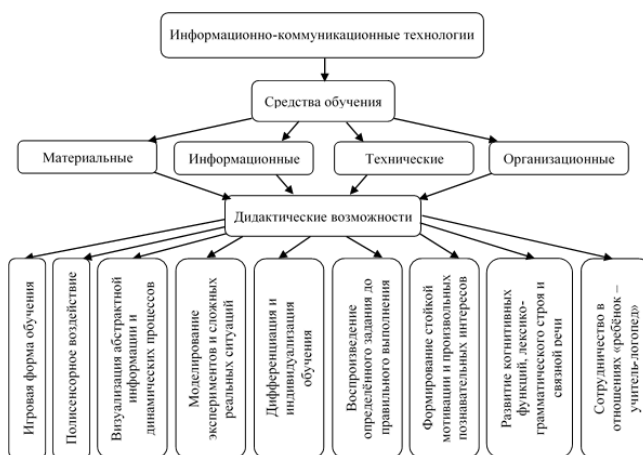 Информационно-коммуникационные технологии
Средства обучения
Материальные
Информационные
Технические
Организационные
Дидактические возможности
Игровая форма обучения
Полисенсорное воздействие
Визуализация абстрактной
информации и
динамических процессов
Моделирование
экспериментов и сложных
реальных ситуаций
Дифференциация и
индивидуализация
обучения
Воспроизведение
определённого задания до
правильного выполнения
Формирование стойкой
мотивации и произвольных
познавательных интересов
Развитие когнитивных
функций, лексико-
грамматического строя и
связной речи
Сотрудничество в
отношениях «ребёнок –
учитель-логопед»